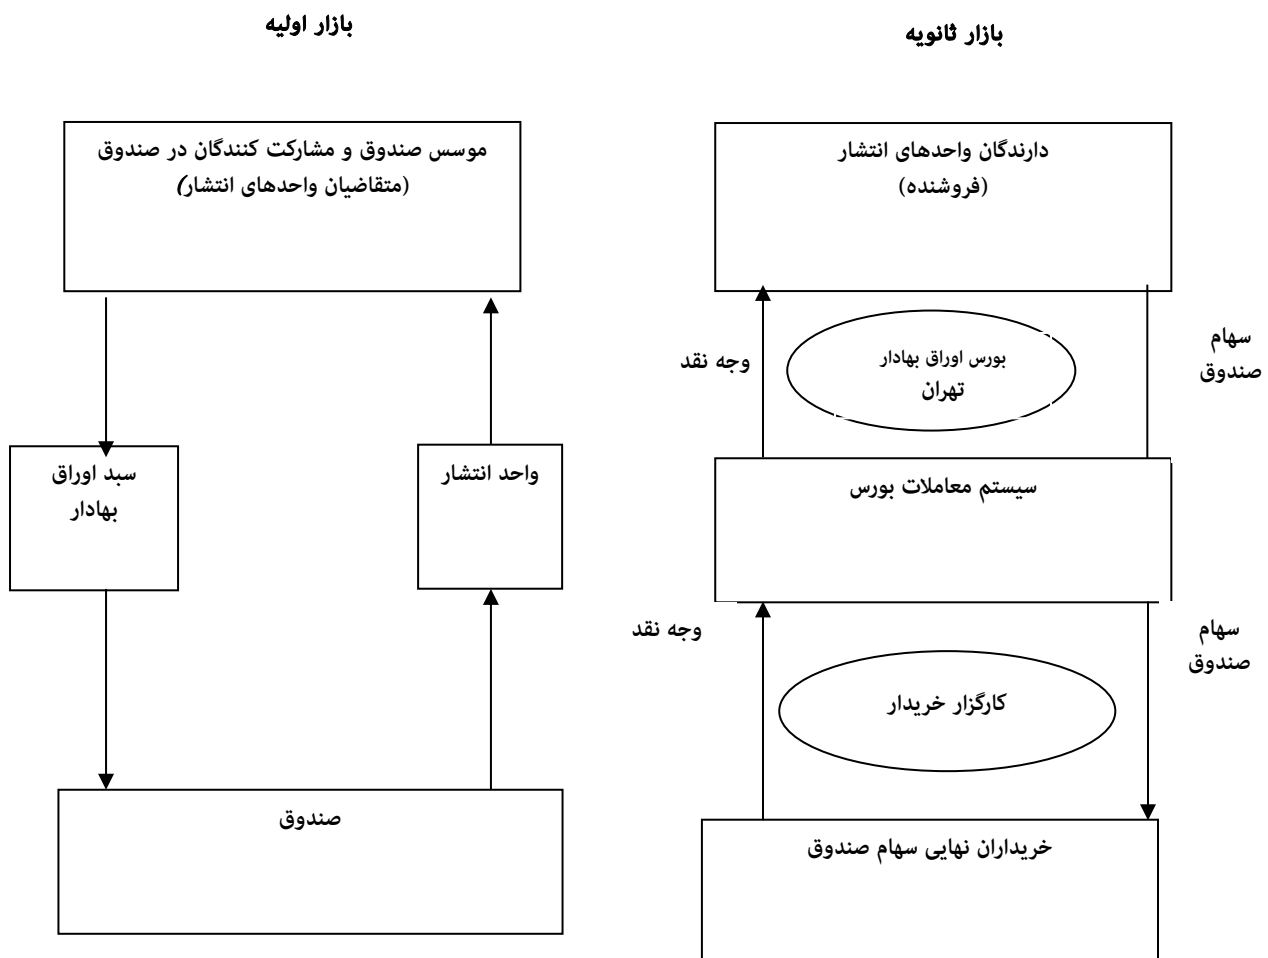 بازار اولیه
موسس صندوق و مشارکت کنندگان در صندوق
(متقاضیان واحدهای انتشار)
سبد اوراق
بهادار
واحد انتشار
صندوق
بازار ثانویه
دارندگان واحدهای انتشار
(فروشنده)
وجه نقد
بورس اوراق بهادار
تهران
سهام
صندوق
سیستم معاملات بورس
وجه نقد
کارگزار خریدار
سهام
صندوق
خریداران نهایی سهام صندوق